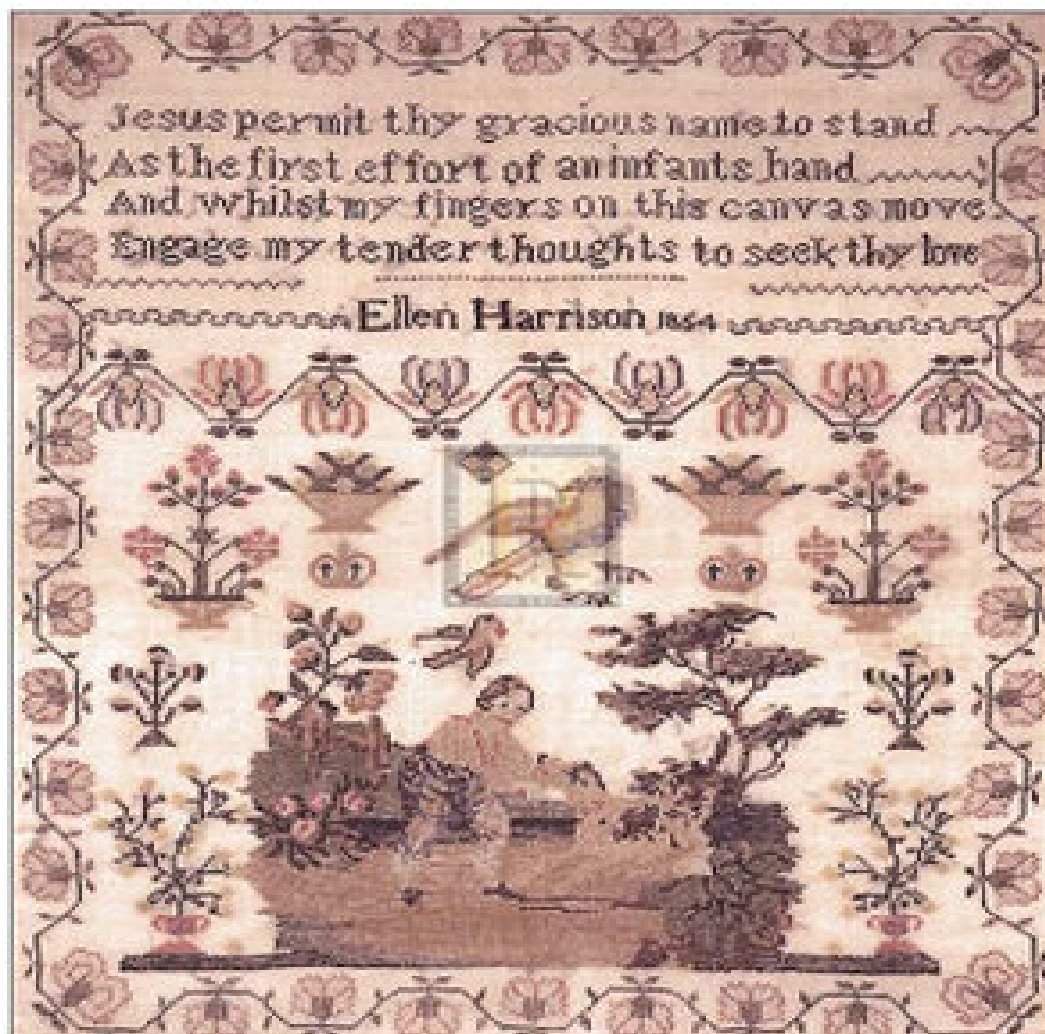 Jesus permit thy gracious name to stand
As the first effort of an infants hand
And whilst my fingers on this canvas move
Engage my tender thoughts to seek thy love
Ellen Harrison 1854